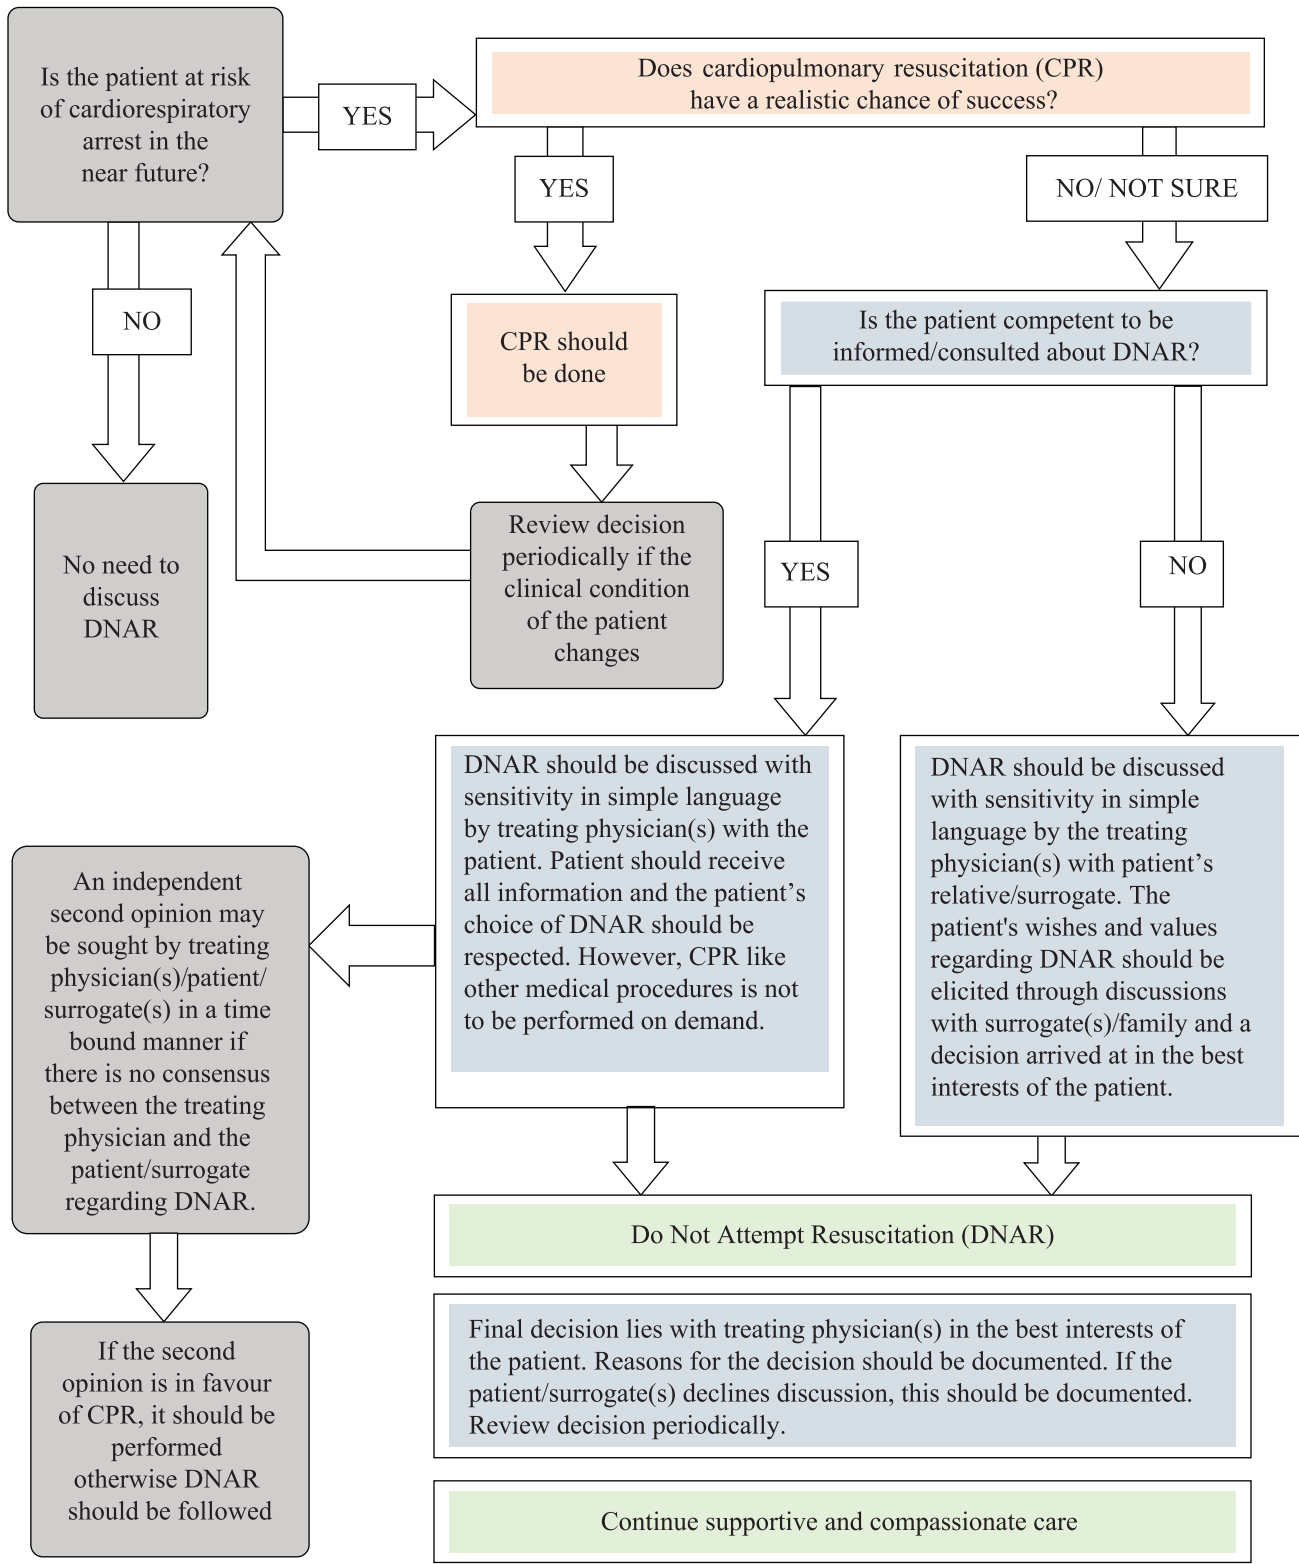 Is the patient at risk
of cardiorespiratory
arrest in the
near future?
YES
Does cardiopulmonary resuscitation (CPR)
have a realistic chance of success?
YES
NO/ NOT SURE
NO
CPR should
be done
Is the patient competent to be
informed/consulted about DNAR?
No need to
discuss
DNAR
Review decision
periodically if the
clinical condition
of the patient
changes
YES
NO
DNAR should be discussed with
sensitivity in simple language
by treating physician(s) with the
patient. Patient should receive
all information and the patient’s
choice of DNAR should be
respected. However, CPR like
other medical procedures is not
to be performed on demand.
DNAR should be discussed
with sensitivity in simple
language by the treating
physician(s) with patient’s
relative/surrogate. The
patient's wishes and values
regarding DNAR should be
elicited through discussions
with surrogate(s)/family and a
decision arrived at in the best
interests of the patient.
An independent
second opinion may
be sought by treating
physician(s)/patient/
surrogate(s) in a time
bound manner if
there is no consensus
between the treating
physician and the
patient/surrogate
regarding DNAR.
Do Not Attempt Resuscitation (DNAR)
If the second
opinion is in favour
of CPR, it should be
performed
otherwise DNAR
should be followed
Final decision lies with treating physician(s) in the best interests of
the patient. Reasons for the decision should be documented. If the
patient/surrogate(s) declines discussion, this should be documented.
Review decision periodically.
Continue supportive and compassionate care